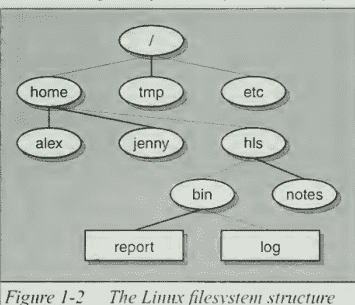 /
home tmp etc
alex jenny hls
bin notes
report log
Figure 1-2 The Linux filesystem structure